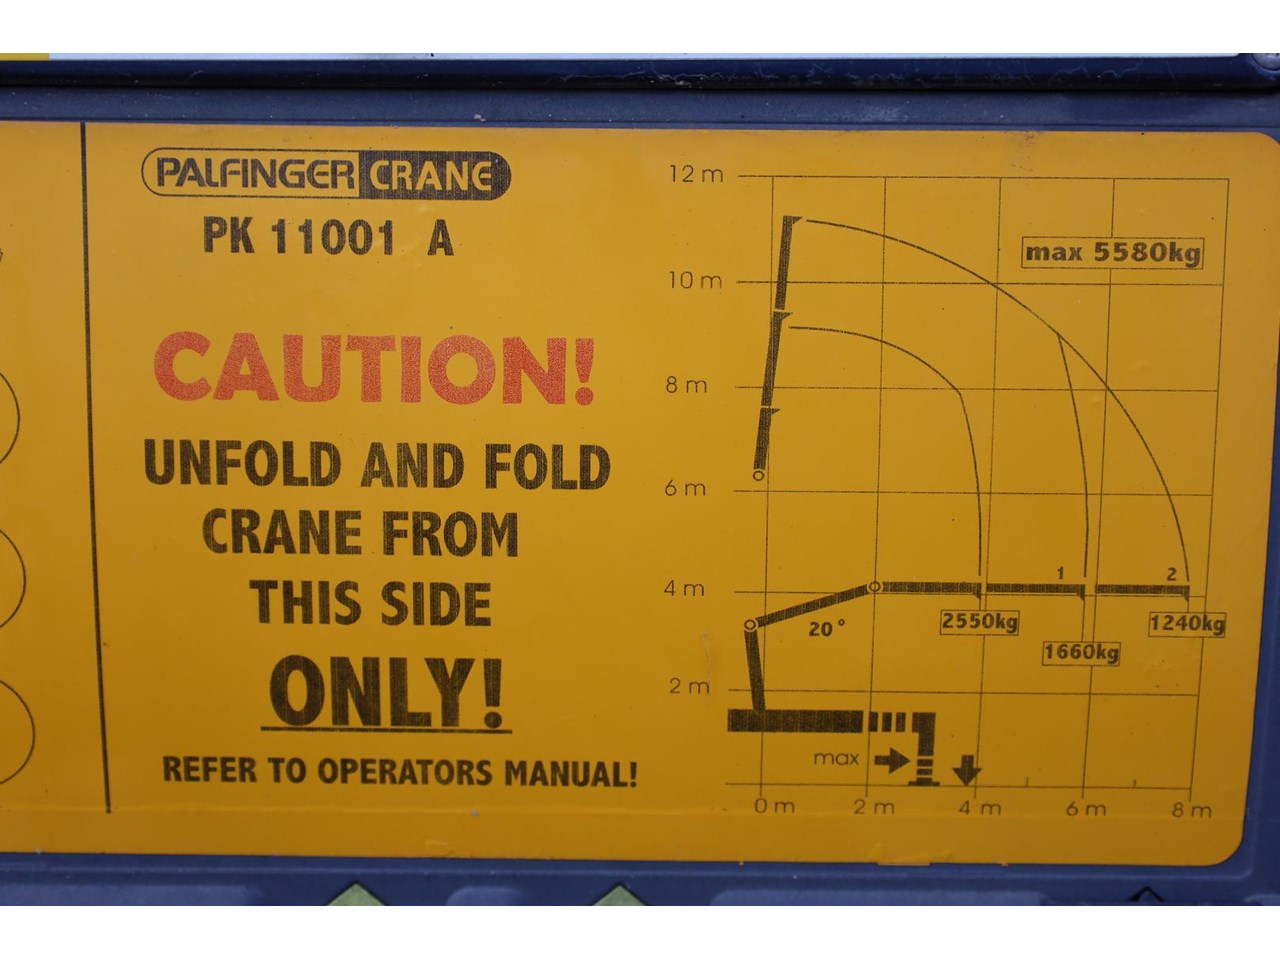 PALFINGER CRANE
PK 11001 A
CAUTION!
UNFOLD AND FOLD
CRANE FROM
THIS SIDE
ONLY!
REFER TO OPERATORS MANUAL!
12 m
max 5580kg
10 m
8 m
6 m
4 m
1
2
20°
2550kg
1240kg
1660kg
2 m
max
0 m
2 m
4 m
6 m
8 m